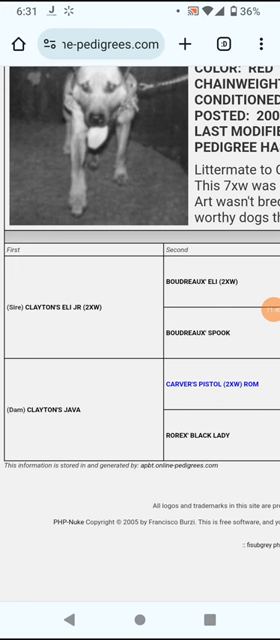 6:31 36%
ne-pedigrees.com :D
COLOR: RED
CHAINWEIGHT
CONDITIONED
POSTED: 200
LAST MODIFIE
PEDIGREE HA
Littermate to
This 7xw was
Art wasn't bre
worthy dogs th
First Second
(Sire) CLAYTON'S ELI JR (2XW)
BOUDREAUX' ELI (2XW)
BOUDREAUX' SPOOK
(Dam) CLAYTON'S JAVA
CARVER'S PISTOL (2XW) ROM
ROREX' BLACK LADY
This information is stored in and generated by: apbt.online-pedigrees.com
All logos and trademarks in this site are pr
PHP-Nuke Copyright © 2005 by Francisco Burzi. This is free software, and y
:: fisubgrey ph